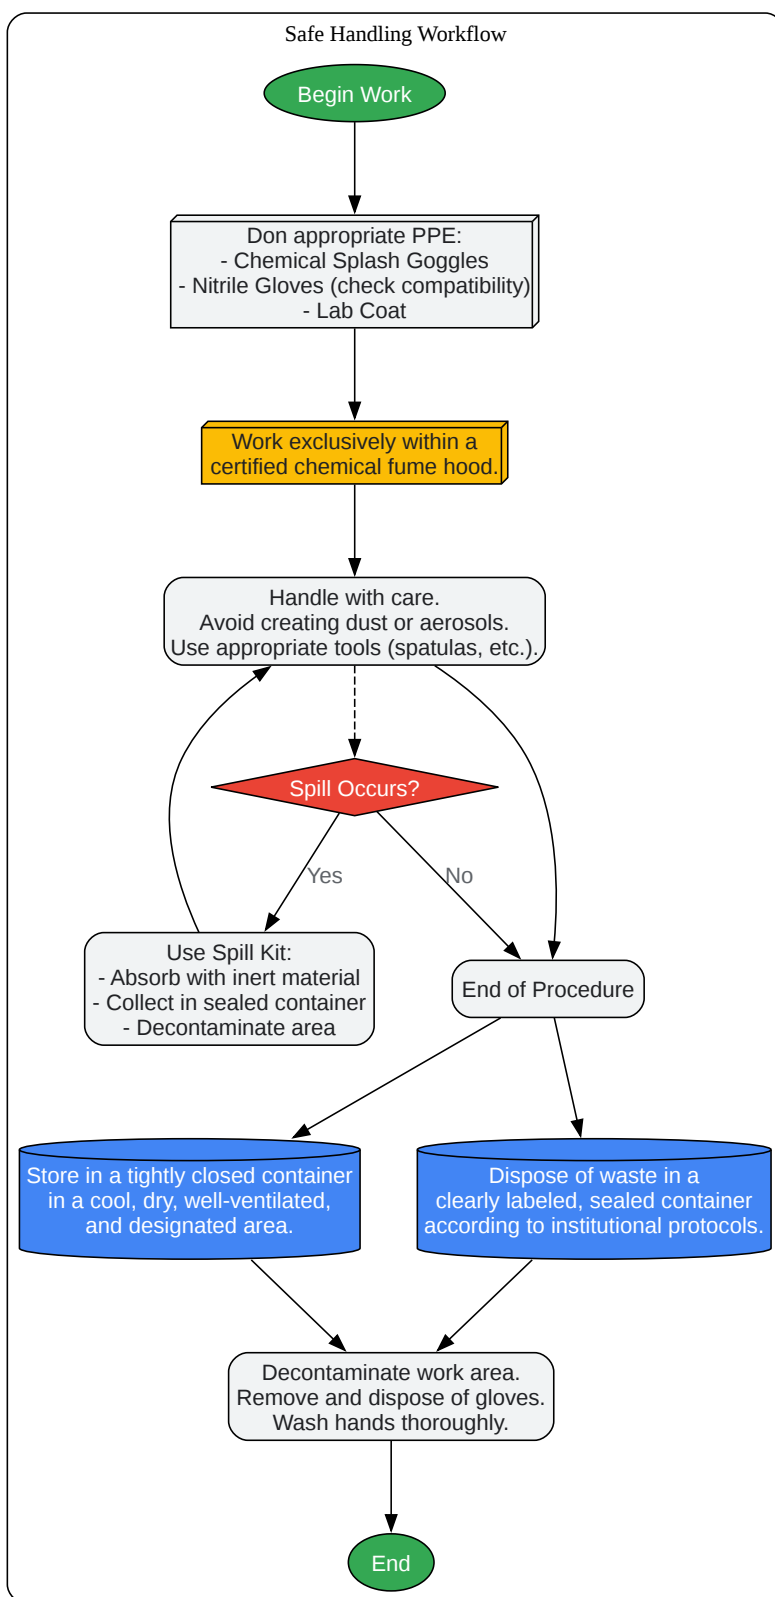 Safe Handling Workflow
Begin Work
Don appropriate PPE:
- Chemical Splash Goggles
- Nitrile Gloves (check compatibility)
- Lab Coat
Work exclusively within a
certified chemical fume hood.
Handle with care.
Avoid creating dust or aerosols.
Use appropriate tools (spatulas, etc.).
Spill Occurs?
Yes
No
Use Spill Kit:
- Absorb with inert material
- Collect in sealed container
- Decontaminate area
End of Procedure
Store in a tightly closed container
in a cool, dry, well-ventilated,
and designated area.
Dispose of waste in a
clearly labeled, sealed container
according to institutional protocols.
Decontaminate work area.
Remove and dispose of gloves.
Wash hands thoroughly.
End